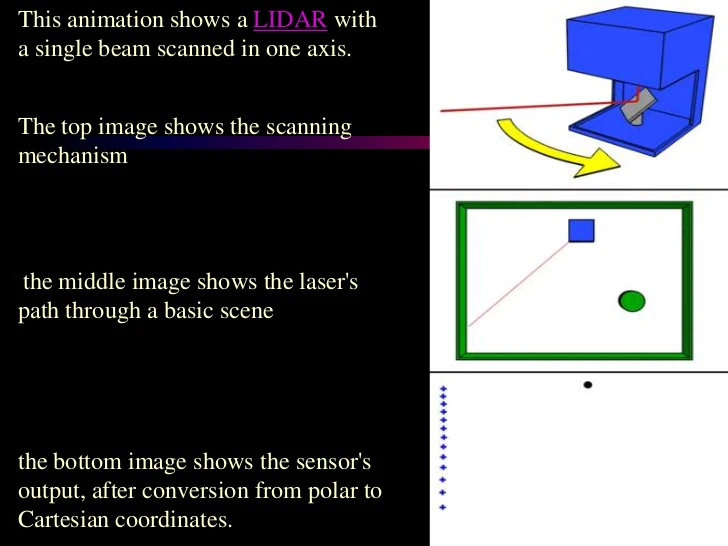 This animation shows a LIDAR with
a single beam scanned in one axis.
The top image shows the scanning
mechanism
the middle image shows the laser's
path through a basic scene
the bottom image shows the sensor's
output, after conversion from polar to
Cartesian coordinates.